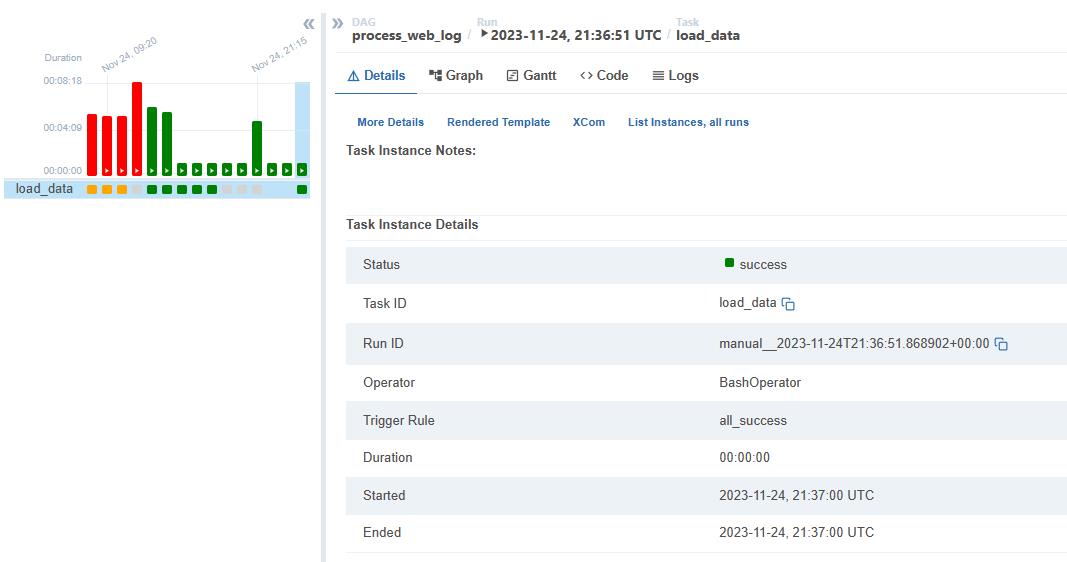 DAG Run Task
process_web_log / 2023-11-24, 21:36:51 UTC / load_data
Nov 24, 09:20
Nov 24, 21:15
Duration
00:08:18
00:04:09
00:00:00
load_data
Details Graph Gantt Code Logs
More Details Rendered Template XCom List Instances, all runs
Task Instance Notes:
Task Instance Details
Status success
Task ID load_data
Run ID manual__2023-11-24T21:36:51.868902+00:00
Operator BashOperator
Trigger Rule all_success
Duration 00:00:00
Started 2023-11-24, 21:37:00 UTC
Ended 2023-11-24, 21:37:00 UTC